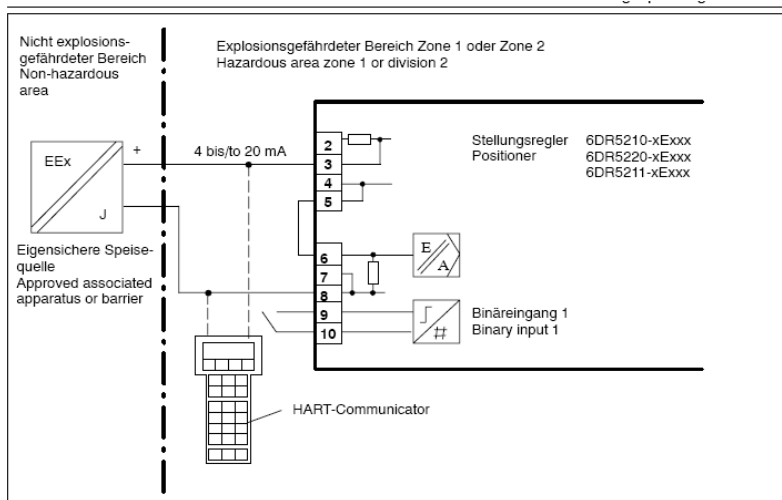 Nicht explosions-
gefährdeter Bereich
Non-hazardous
area
Explosionsgefährdeter Bereich Zone 1 oder Zone 2
Hazardous area zone 1 or division 2
EEx
J
+
4 bis/to 20 mA
Eigensichere Speise-
quelle
Approved associated
apparatus or barrier
2
3
4
5
6
7
8
9
10
Stellungsregler 6DR5210-xExxx
Positioner 6DR5220-xExxx
6DR5211-xExxx
E
A
#
Binäreingang 1
Binary input 1
HART-Communicator